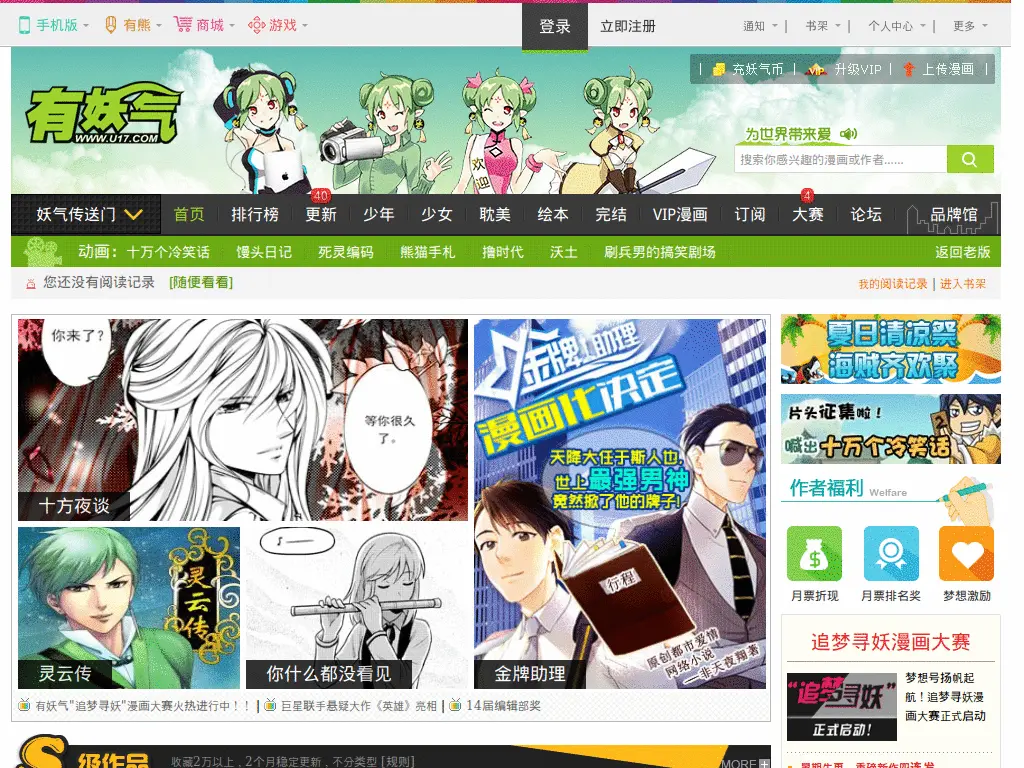 手机版 有熊 商城 游戏 登录 立即注册 通知 | 书架 | 个人中心 | 更多
充妖气币 | 升级VIP | 上传漫画
有妖气
WWW.U17.COM
欢迎
为世界带来爱
搜索你感兴趣的漫画或作者......
妖气传送门 首页 排行榜 更新 40 少年 少女 耽美 绘本 完结 VIP漫画 订阅 大赛 4 论坛 品牌馆
动画： 十万个冷笑话 馒头日记 死灵编码 熊猫手札 撸时代 沃土 刷兵男的搞笑剧场 返回老版
您还没有阅读记录 [随便看看] 我的阅读记录 | 进入书架
你来了？
等你很久
了。
十方夜谈
金牌助理
漫画化决定
天降大任于斯人也，
世上最强男神
竟然掀了他的牌子！
行程
原创都市爱情
网络小说
——非天夜翔著
金牌助理
灵云传
灵云传
你什么都没看见
夏日清凉祭
海贼齐欢聚
片头征集啦！
喊出十万个冷笑话
作者福利 Welfare
月票折现 月票排名奖 梦想激励
追梦寻妖漫画大赛
"追梦寻妖"
正式启动！
梦想号扬帆起
航！追梦寻妖漫
画大赛正式启动
有妖气"追梦寻妖"漫画大赛火热进行中！！ | 巨星联手悬疑大作《英雄》亮相 | 14届编辑部奖
S级作品 收藏2万以上，2个月稳定更新，不分类型 [规则] MORE